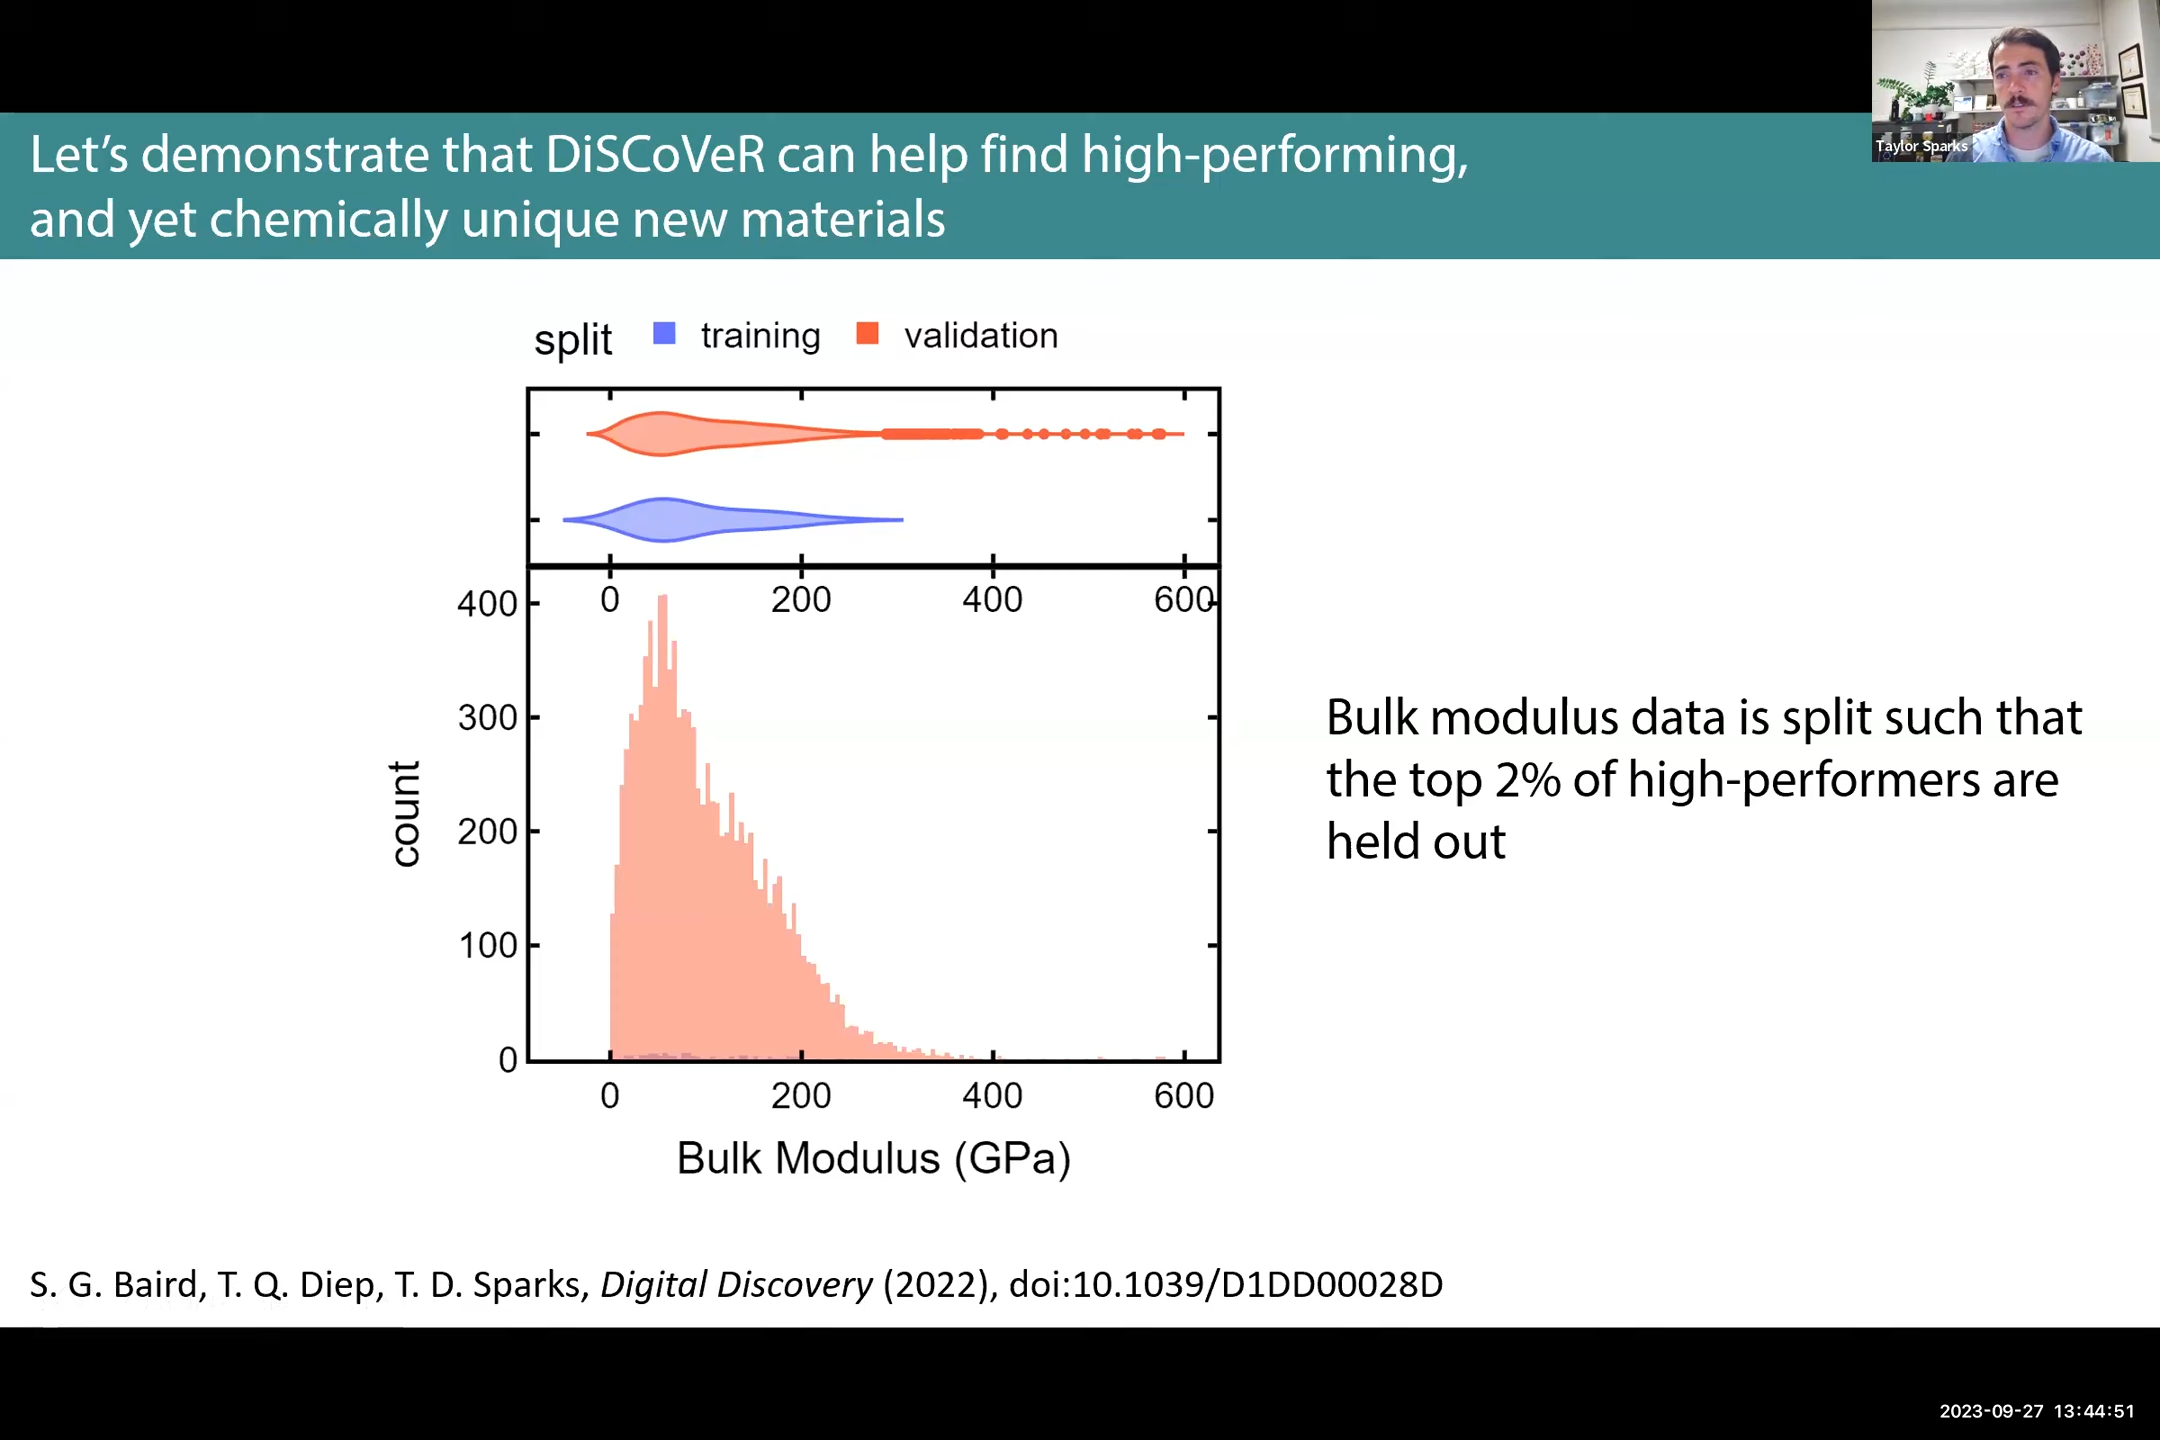 Taylor Sparks
Let's demonstrate that DiSCoVeR can help find high-performing,
and yet chemically unique new materials
split training validation
0 200 400 600
400
300
200
100
0
count
0 200 400 600
Bulk Modulus (GPa)
Bulk modulus data is split such that
the top 2% of high-performers are
held out
S. G. Baird, T. Q. Diep, T. D. Sparks, Digital Discovery (2022), doi:10.1039/D1DD00028D
2023-09-27 13:44:51